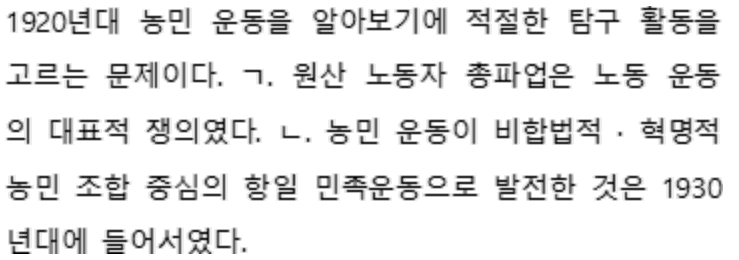 1920년대 농민 운동을 알아보기에 적절한 탐구 활동을
고르는 문제이다. ㄱ. 원산 노동자 총파업은 노동 운동
의 대표적 쟁의였다. ㄴ. 농민 운동이 비합법적 · 혁명적
농민 조합 중심의 항일 민족운동으로 발전한 것은 1930
년대에 들어서였다.